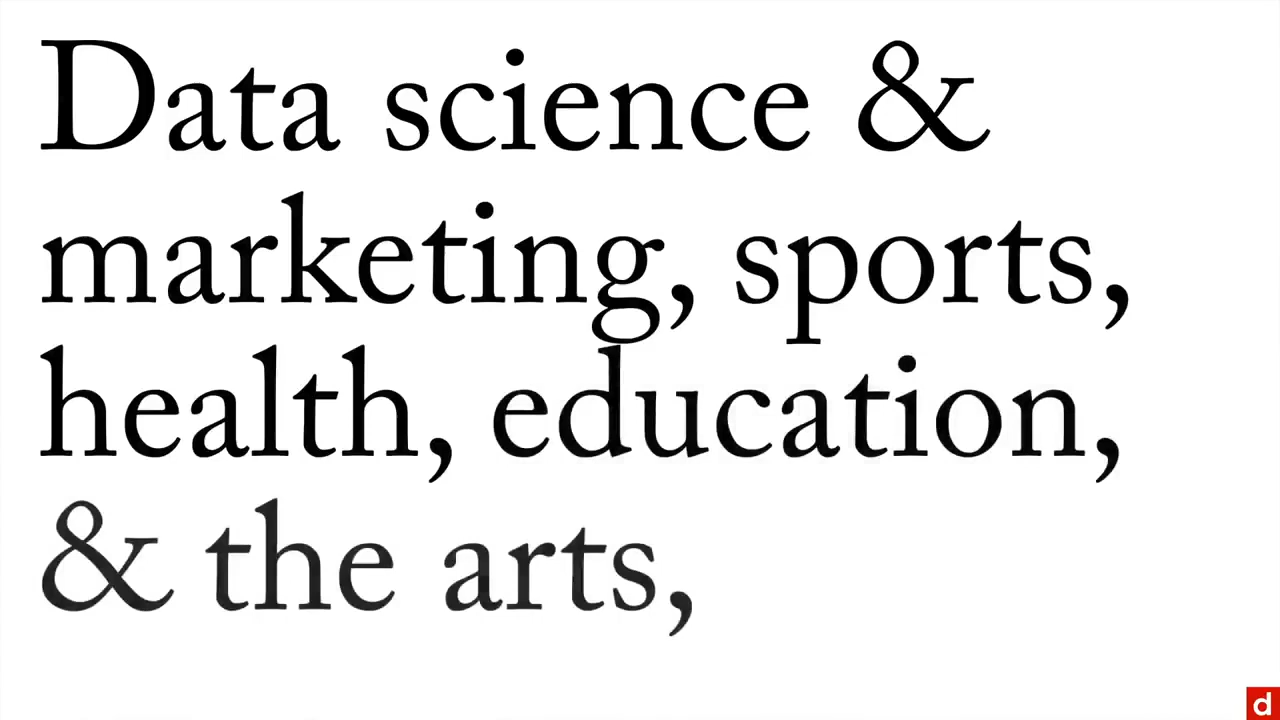 Data science &
marketing, sports,
health, education,
& the arts,
d